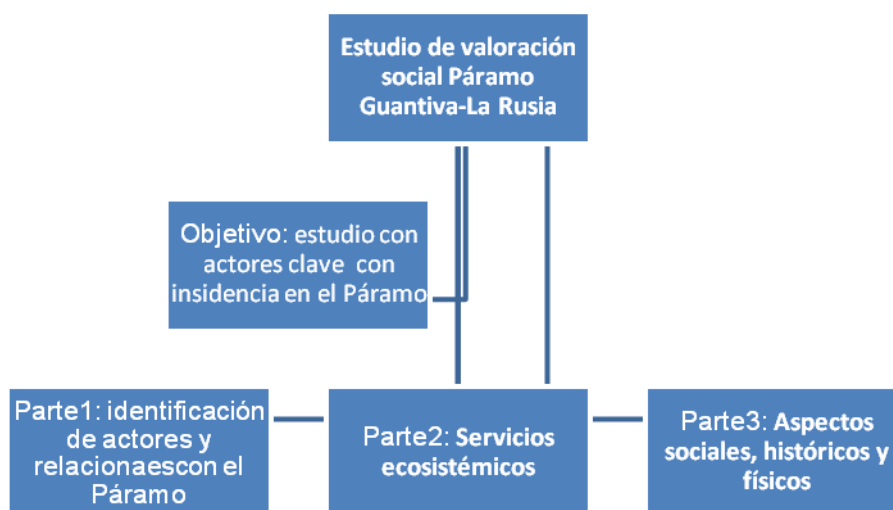 Estudio de valoración
social Páramo
Guantiva-La Rusia
Objetivo: estudio con
actores clave con
insidencia en el Páramo
Parte1: identificación
de actores y
relacionaescon el
Páramo
Parte2: Servicios
ecosistémicos
Parte3: Aspectos
sociales, históricos y
físicos